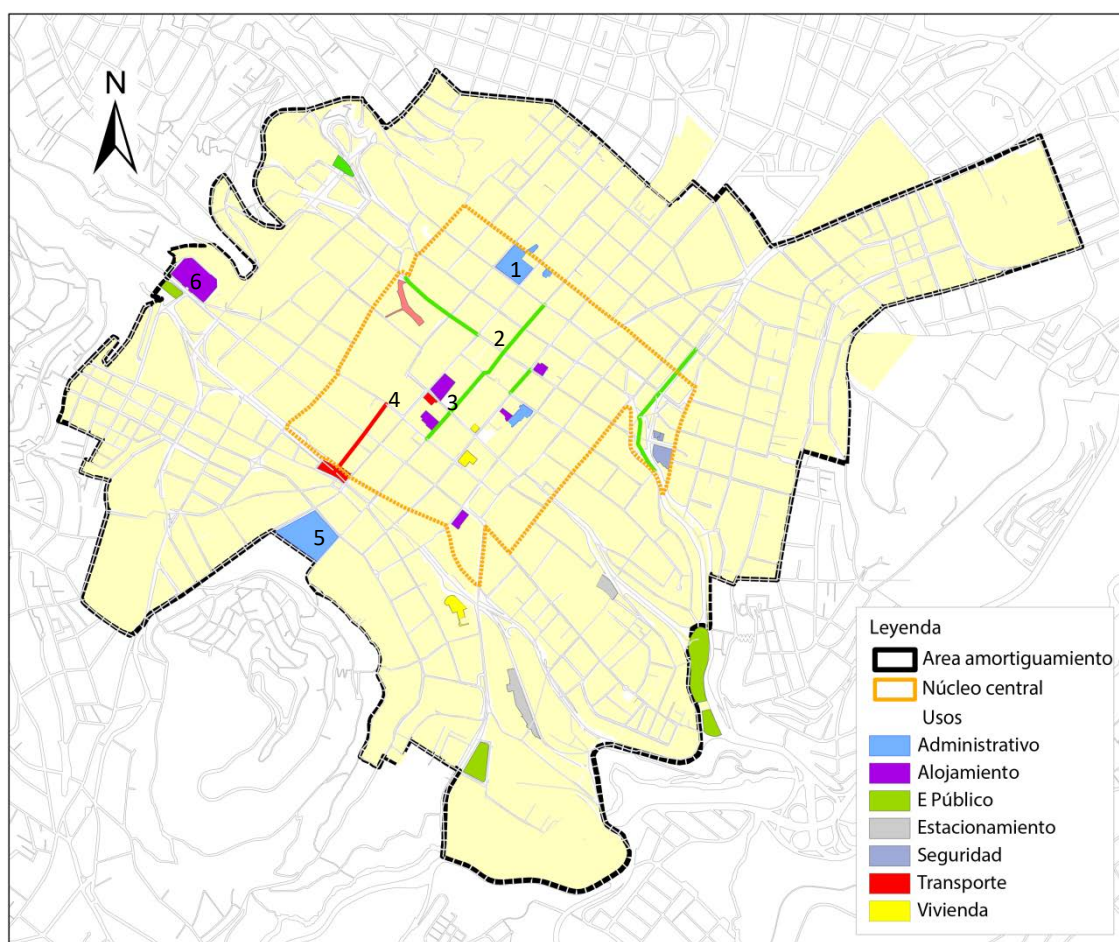 N
1
6
2
4
3
5
Leyenda
Area amortiguamiento
Núcleo central
Usos
Administrativo
Alojamiento
E Público
Estacionamiento
Seguridad
Transporte
Vivienda